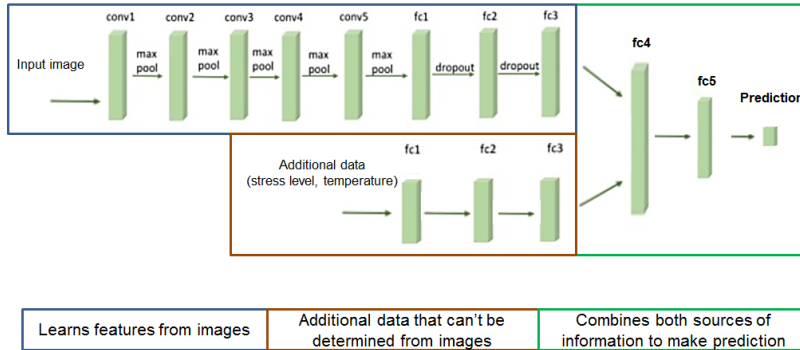 conv1 conv2 conv3 conv4 conv5 fc1 fc2 fc3
Input image
max pool
max pool
max pool
max pool
max pool
dropout
dropout
fc4
fc5
Prediction
Additional data
(stress level, temperature)
fc1 fc2 fc3
Learns features from images
Additional data that can't be
determined from images
Combines both sources of
information to make prediction